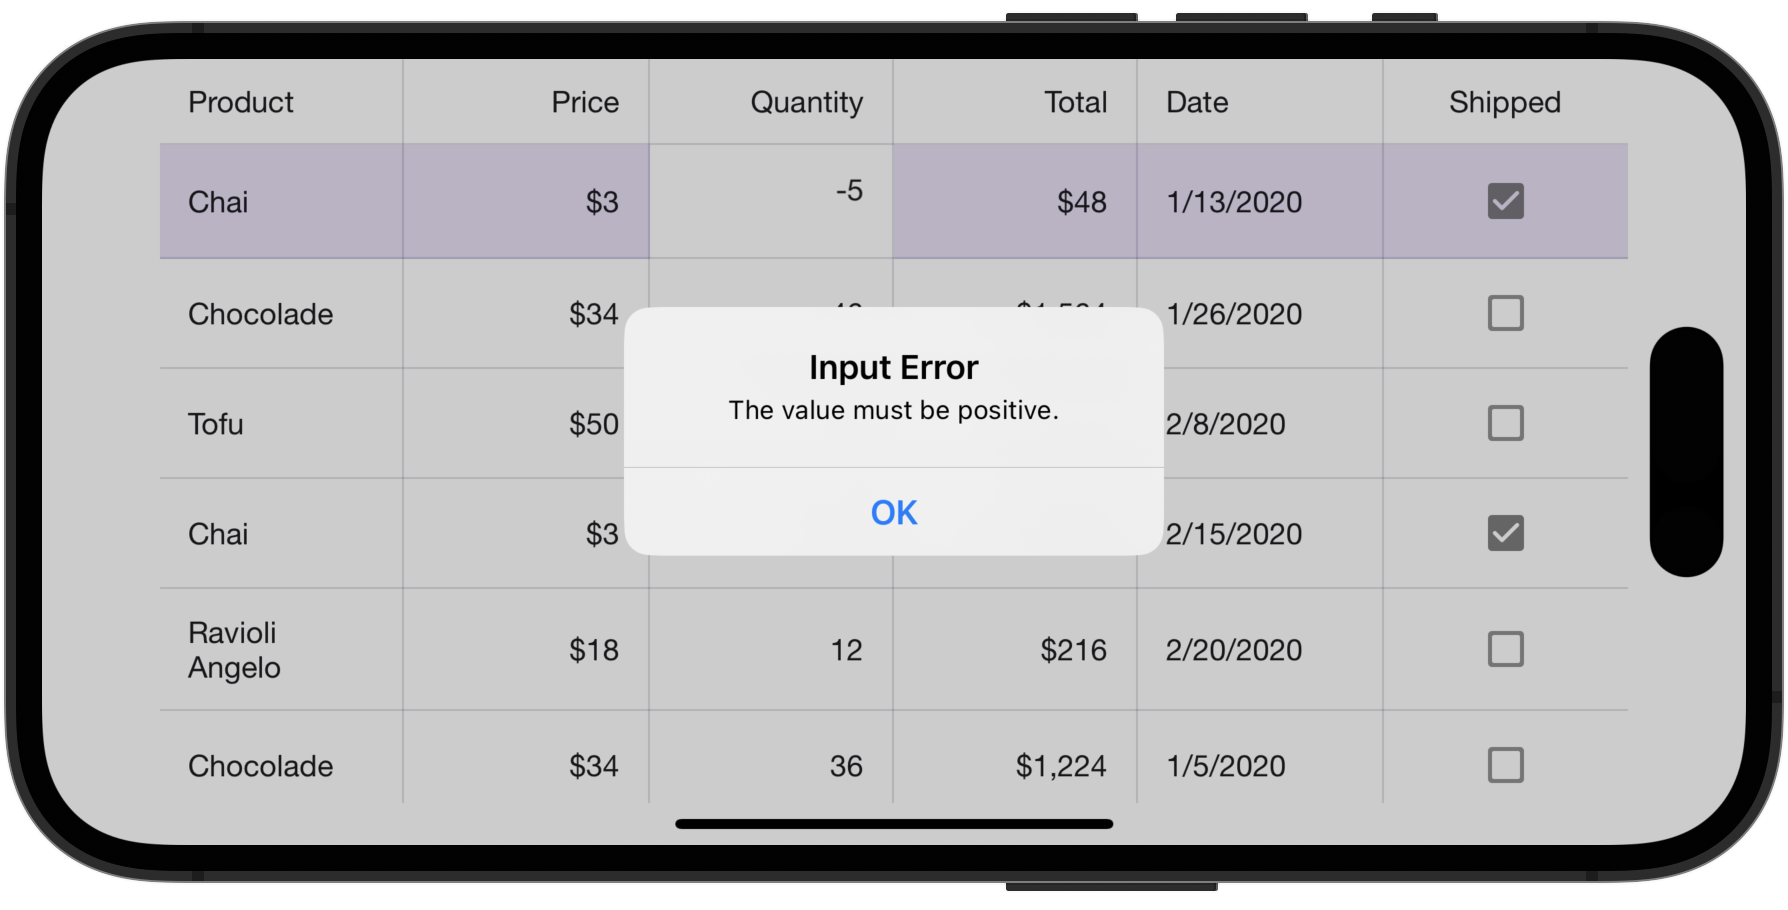 Product Price Quantity Total Date Shipped
Chai $3 -5 $48 1/13/2020
Chocolade $34 1/26/2020
Input Error
The value must be positive.
OK
Tofu $50 2/8/2020
Chai $3 2/15/2020
Ravioli
Angelo
$18 12 $216 2/20/2020
Chocolade $34 36 $1,224 1/5/2020